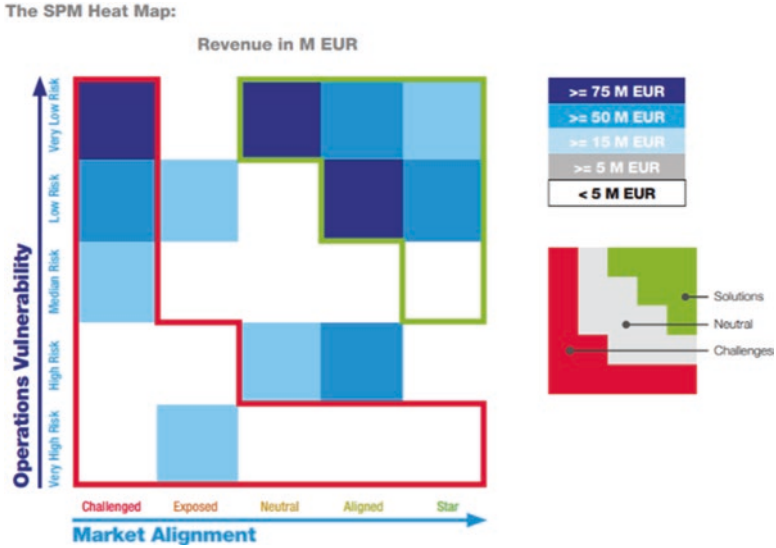 The SPM Heat Map:
Revenue in M EUR
Operations Vulnerability
Very Low Risk
Low Risk
Median Risk
High Risk
Very High Risk
Challenged Exposed Neutral Aligned Star
Market Alignment
>= 75 M EUR
>= 50 M EUR
>= 15 M EUR
>= 5 M EUR
< 5 M EUR
Solutions
Neutral
Challenges